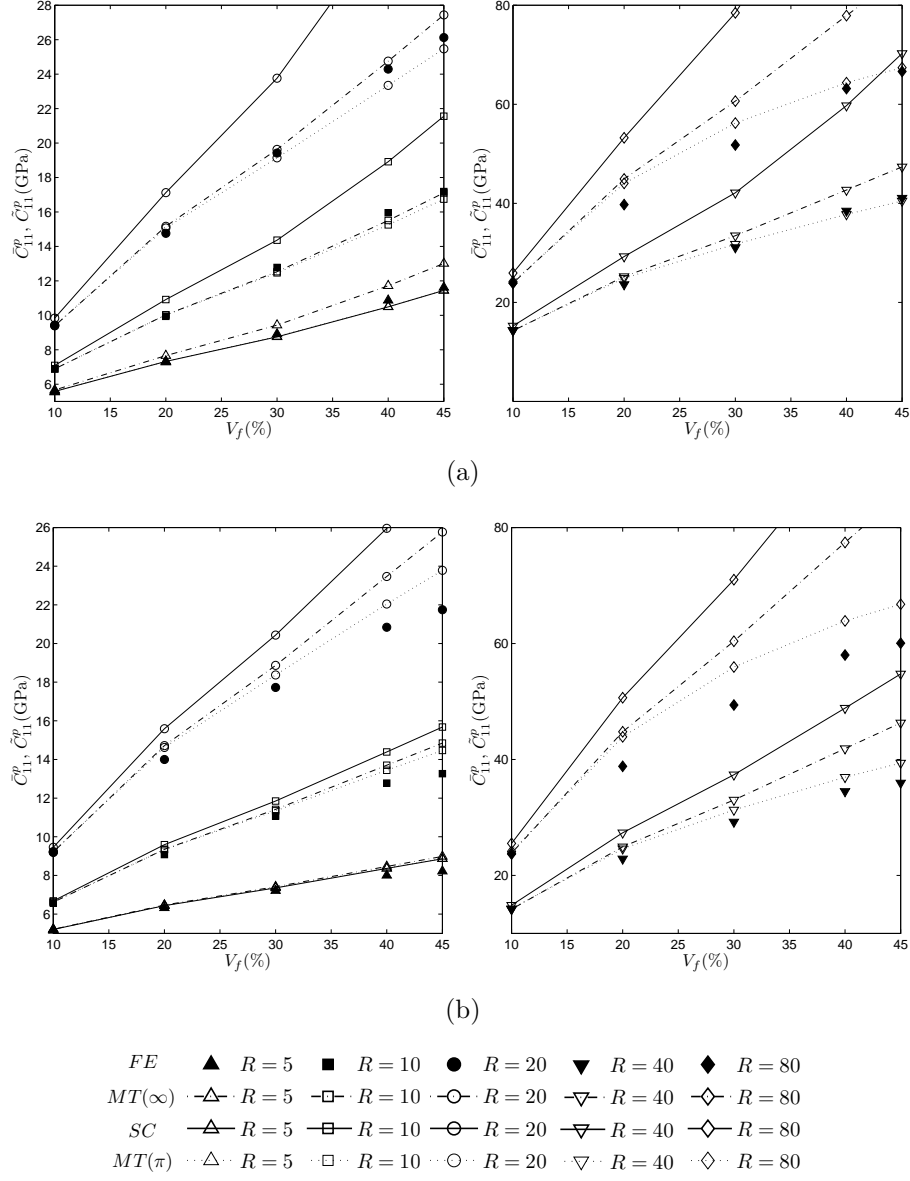 28
26
24
22
20
18
16
14
12
10
8
6
10 15 20 25 30 35 40 45
V_f(%)
C̄^p_11, C̃^p_11(GPa)
80
60
40
20
10 15 20 25 30 35 40 45
V_f(%)
C̄^p_11, C̃^p_11(GPa)
(a)
26
24
22
20
18
16
14
12
10
8
6
10 15 20 25 30 35 40 45
V_f(%)
C̄^p_11, C̃^p_11(GPa)
80
60
40
20
10 15 20 25 30 35 40 45
V_f(%)
C̄^p_11, C̃^p_11(GPa)
(b)
FE R = 5 R = 10 R = 20 R = 40 R = 80
MT(∞) R = 5 R = 10 R = 20 R = 40 R = 80
SC R = 5 R = 10 R = 20 R = 40 R = 80
MT(π) R = 5 R = 10 R = 20 R = 40 R = 80